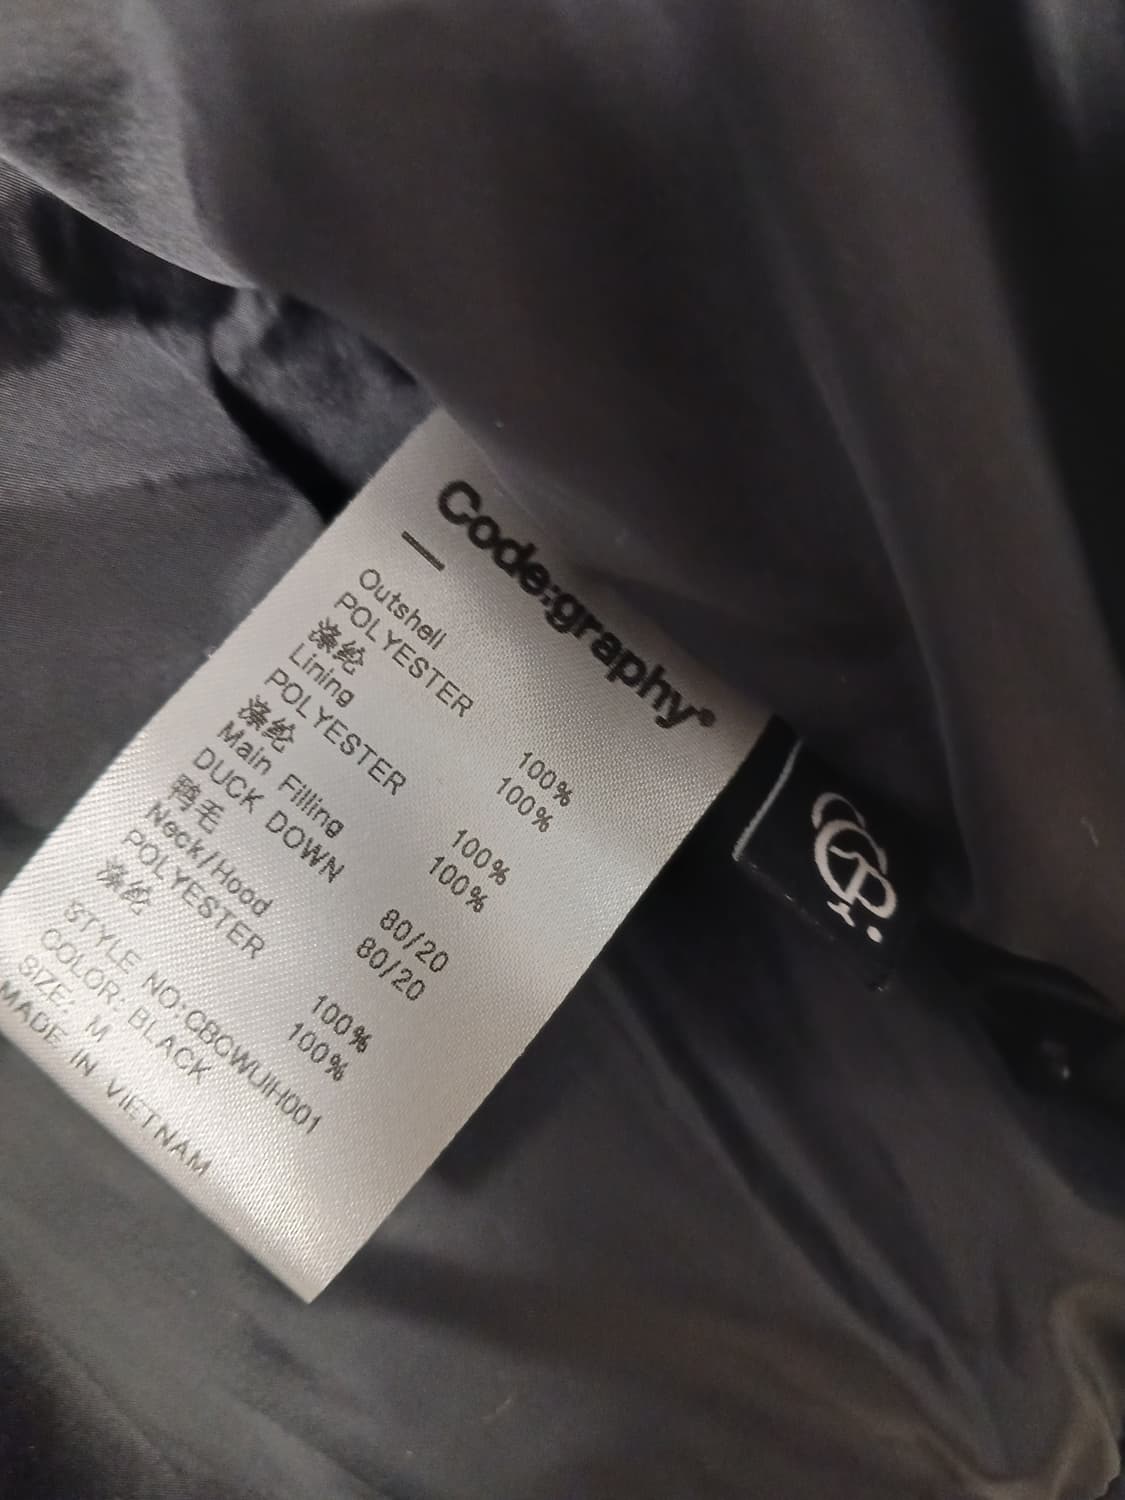 Code:graphy
Outshell
POLYESTER 100%
涤纶 100%
Lining
POLYESTER 100%
涤纶 100%
Main Filling
DUCK DOWN 80/20
鸭毛 80/20
Neck/Hood
POLYESTER 100%
涤纶 100%
STYLE NO:CBCWUIH001
COLOR: BLACK
SIZE: M
MADE IN VIETNAM